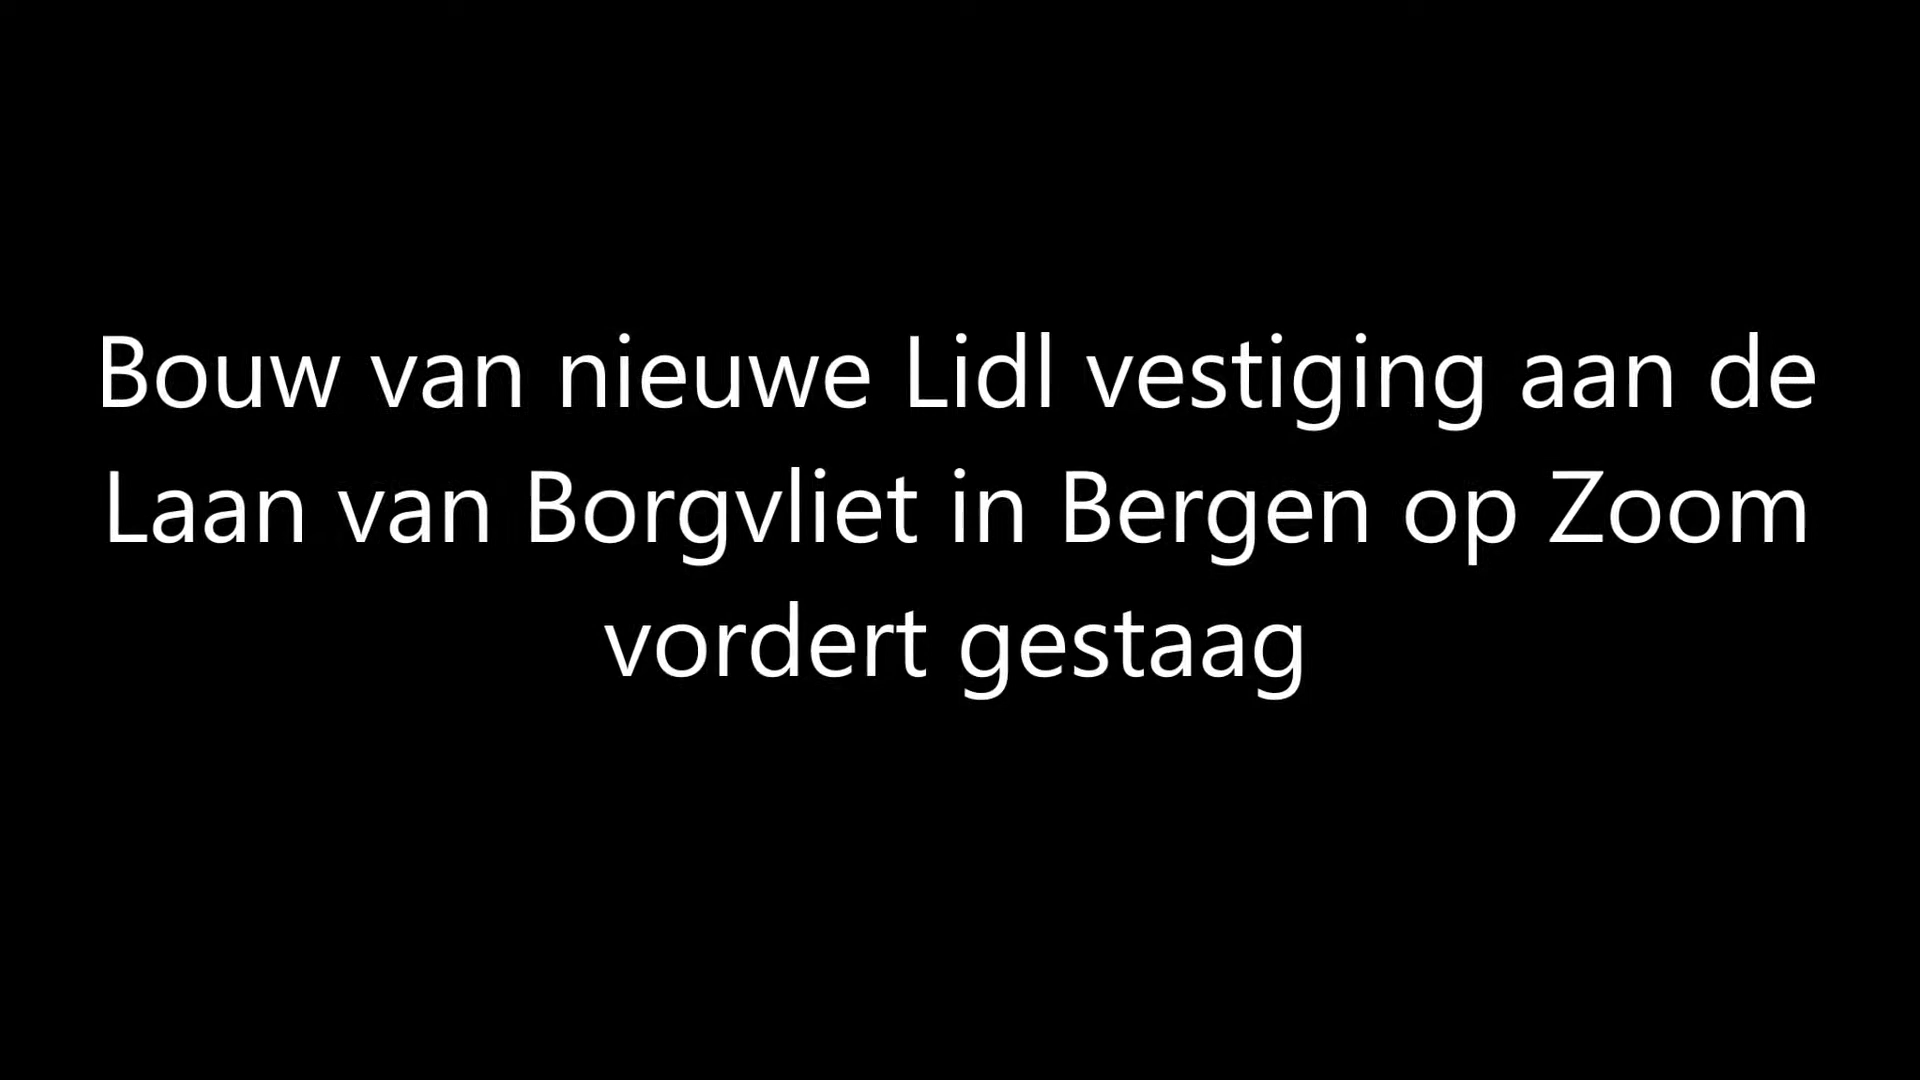 Bouw van nieuwe Lidl vestiging aan de
Laan van Borgvliet in Bergen op Zoom
vordert gestaag